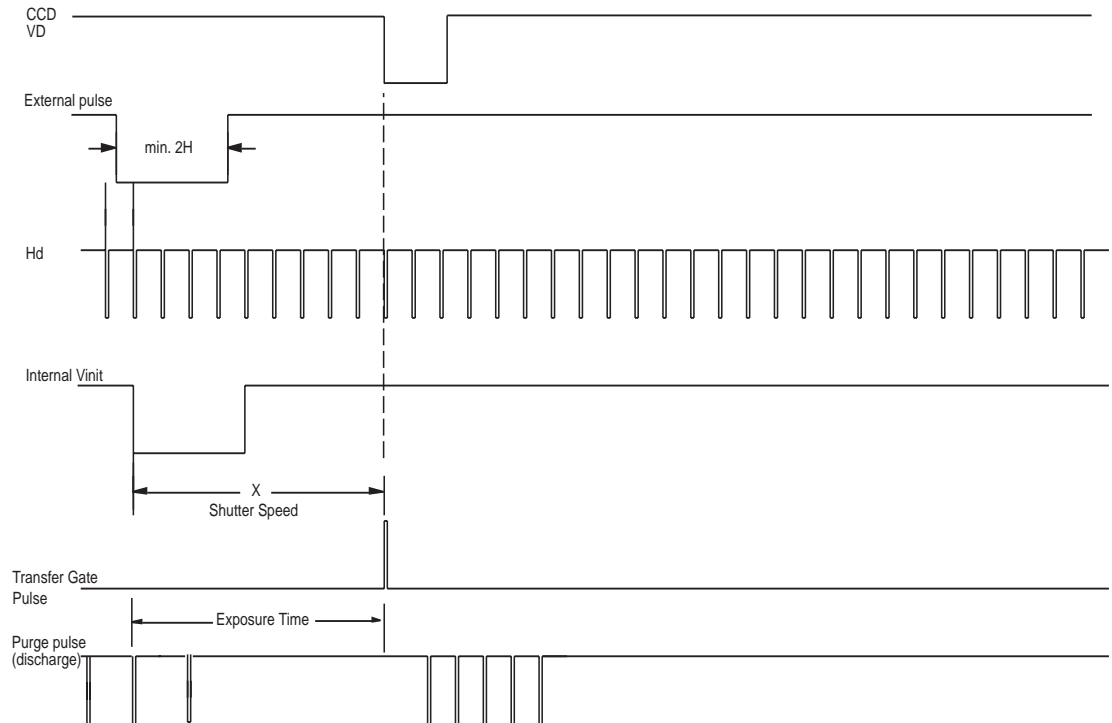 CCD
VD
External pulse
min. 2H
Hd
Internal Vinit
X
Shutter Speed
Transfer Gate
Pulse
Exposure Time
Purge pulse
(discharge)